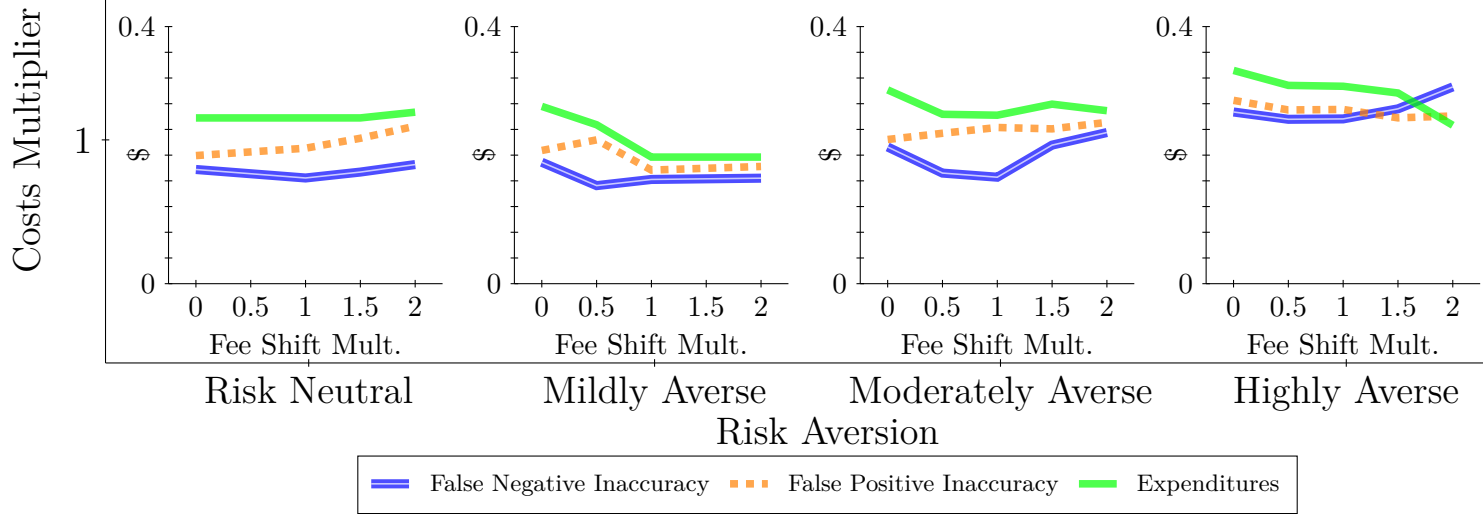 Costs Multiplier
1
0.4
$
0
0 0.5 1 1.5 2
Fee Shift Mult.
Risk Neutral
0.4
$
0
0 0.5 1 1.5 2
Fee Shift Mult.
Mildly Averse
0.4
$
0
0 0.5 1 1.5 2
Fee Shift Mult.
Moderately Averse
0.4
$
0
0 0.5 1 1.5 2
Fee Shift Mult.
Highly Averse
Risk Aversion
False Negative Inaccuracy False Positive Inaccuracy Expenditures